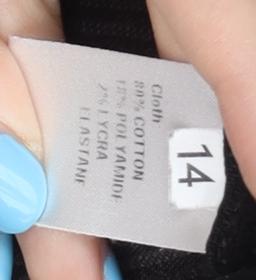 Cloth
80% COTTON
18% POLYAMIDE
2% LYCRA
ELASTANE
14